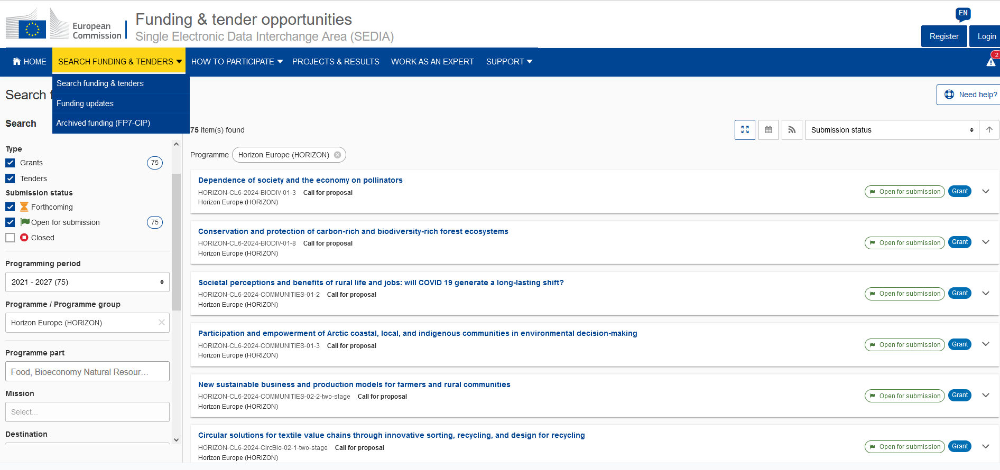 European
Commission
Funding & tender opportunities
Single Electronic Data Interchange Area (SEDIA)
EN
Register
Login
HOME
SEARCH FUNDING & TENDERS
HOW TO PARTICIPATE
PROJECTS & RESULTS
WORK AS AN EXPERT
SUPPORT
2
Search funding & tenders
Funding updates
Archived funding (FP7-CIP)
Search f
Need help?
Search
75 item(s) found
Submission status
Programme
Horizon Europe (HORIZON)
Type
Grants
75
Tenders
Submission status
Forthcoming
Open for submission
75
Closed
Programming period
2021 - 2027 (75)
Programme / Programme group
Horizon Europe (HORIZON)
Programme part
Food, Bioeconomy Natural Resour...
Mission
Select...
Destination
Dependence of society and the economy on pollinators
HORIZON-CL6-2024-BIODIV-01-3 Call for proposal
Horizon Europe (HORIZON)
Open for submission
Grant
Conservation and protection of carbon-rich and biodiversity-rich forest ecosystems
HORIZON-CL6-2024-BIODIV-01-8 Call for proposal
Horizon Europe (HORIZON)
Open for submission
Grant
Societal perceptions and benefits of rural life and jobs: will COVID 19 generate a long-lasting shift?
HORIZON-CL6-2024-COMMUNITIES-01-2 Call for proposal
Horizon Europe (HORIZON)
Open for submission
Grant
Participation and empowerment of Arctic coastal, local, and indigenous communities in environmental decision-making
HORIZON-CL6-2024-COMMUNITIES-01-3 Call for proposal
Horizon Europe (HORIZON)
Open for submission
Grant
New sustainable business and production models for farmers and rural communities
HORIZON-CL6-2024-COMMUNITIES-02-2-two-stage Call for proposal
Horizon Europe (HORIZON)
Open for submission
Grant
Circular solutions for textile value chains through innovative sorting, recycling, and design for recycling
HORIZON-CL6-2024-CircBio-02-1-two-stage Call for proposal
Horizon Europe (HORIZON)
Open for submission
Grant